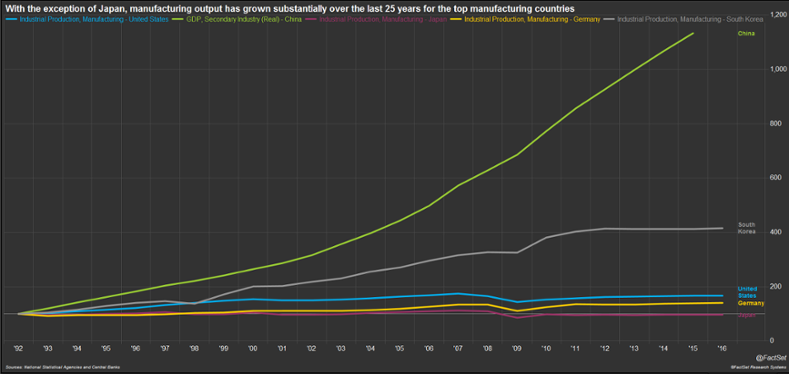 With the exception of Japan, manufacturing output has grown substantially over the last 25 years for the top manufacturing countries
Industrial Production, Manufacturing - United States GDP, Secondary Industry (Real) - China Industrial Production, Manufacturing - Japan Industrial Production, Manufacturing - Germany Industrial Production, Manufacturing - South Korea
1,200
China
1,000
800
600
400
South
Korea
200
United
States
Germany
Japan
0
'92 '93 '94 '95 '96 '97 '98 '99 '00 '01 '02 '03 '04 '05 '06 '07 '08 '09 '10 '11 '12 '13 '14 '15 '16
@FactSet
Sources: National Statistical Agencies and Central Banks ©FactSet Research Systems